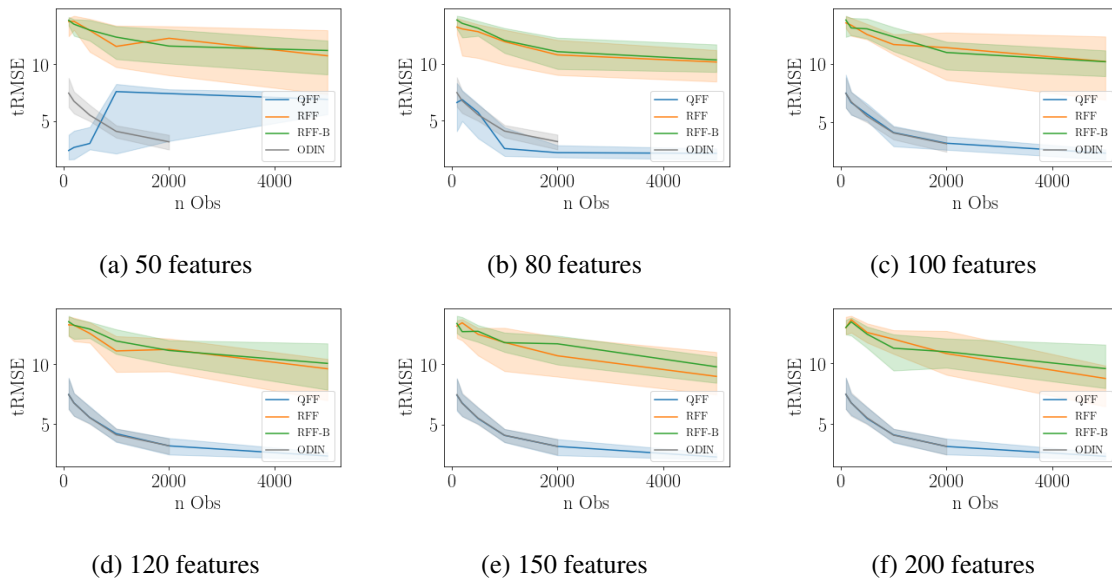 tRMSE
10
5
QFF
RFF
RFF-B
ODIN
0
2000
4000
n Obs
(a) 50 features
tRMSE
10
5
QFF
RFF
RFF-B
ODIN
0
2000
4000
n Obs
(b) 80 features
tRMSE
10
5
QFF
RFF
RFF-B
ODIN
0
2000
4000
n Obs
(c) 100 features
tRMSE
10
5
QFF
RFF
RFF-B
ODIN
0
2000
4000
n Obs
(d) 120 features
tRMSE
10
5
QFF
RFF
RFF-B
ODIN
0
2000
4000
n Obs
(e) 150 features
tRMSE
10
5
QFF
RFF
RFF-B
ODIN
0
2000
4000
n Obs
(f) 200 features